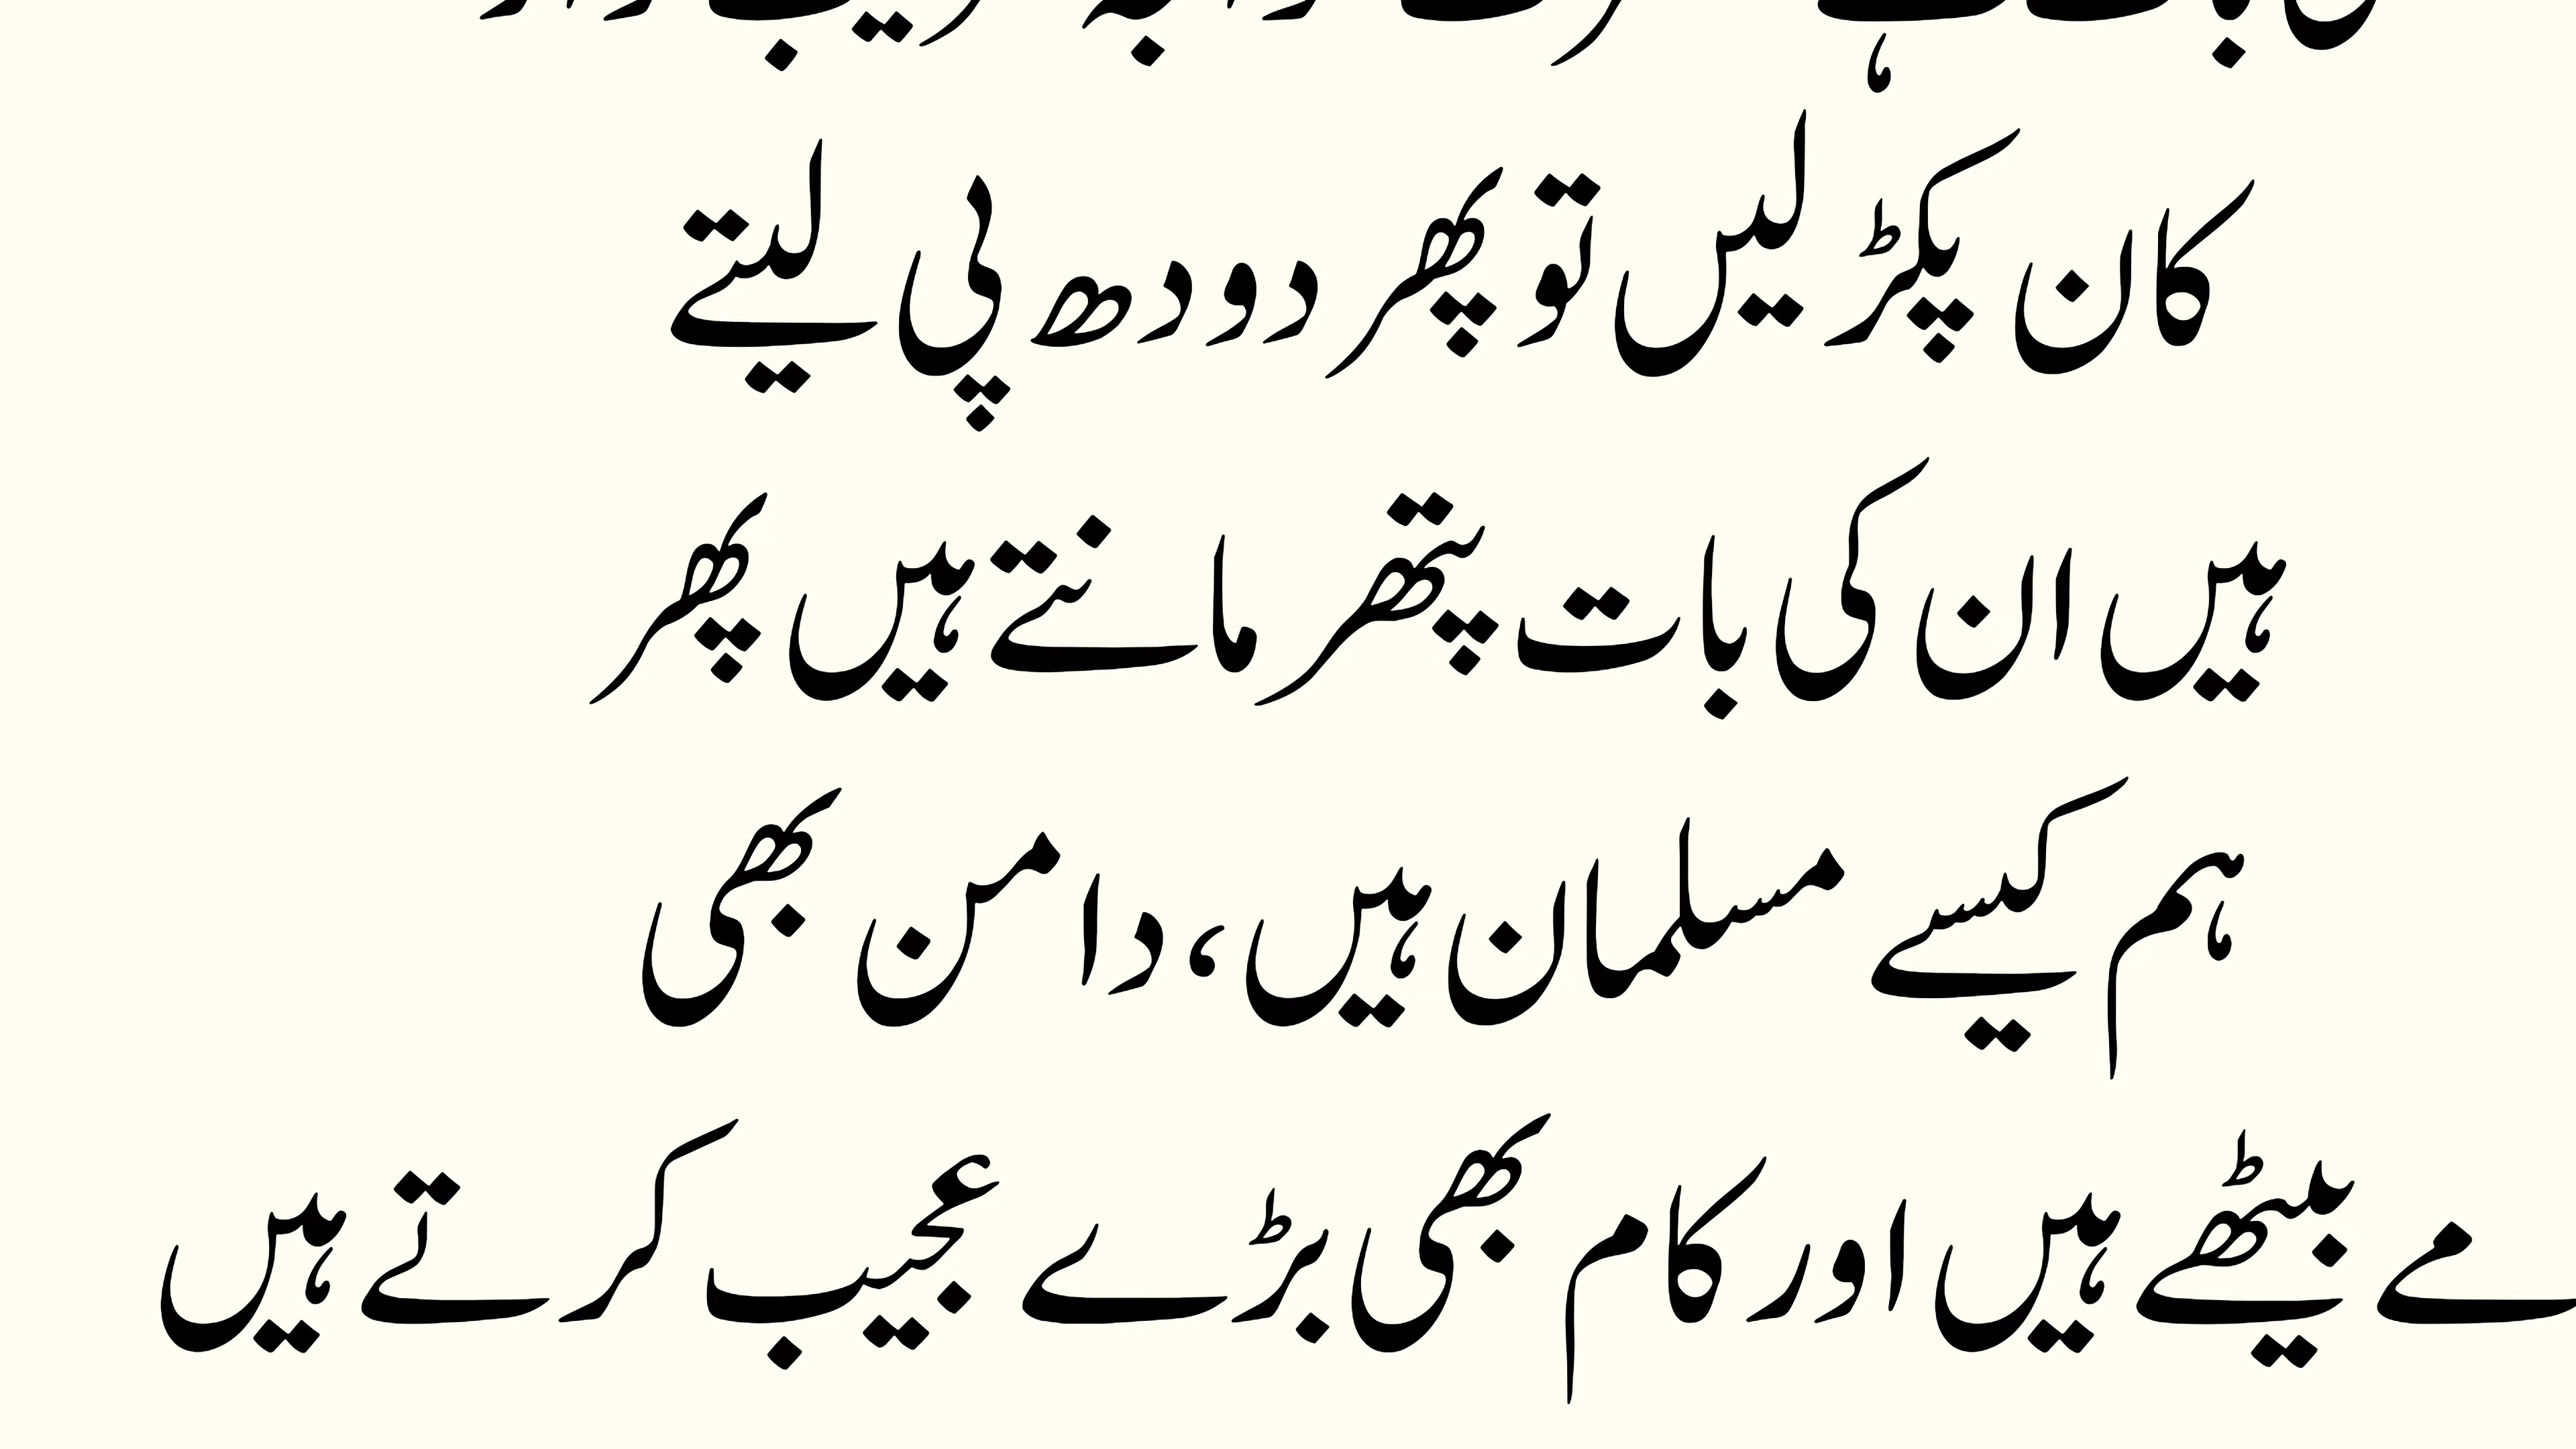 کان پکڑ لیں تو پھر دودھ پی لیتے
ہیں ان کی بات پتھر مانتے ہیں پھر
ہم کیسے مسلمان ہیں، دامن بھی
بیٹھے ہیں اور کام بھی بڑے عجیب کرتے ہیں